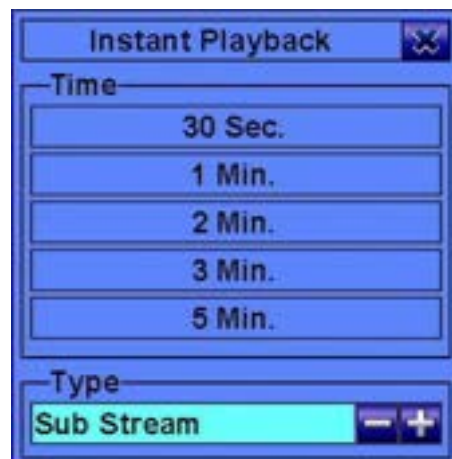 Instant Playback
Time
30 Sec.
1 Min.
2 Min.
3 Min.
5 Min.
Type
Sub Stream